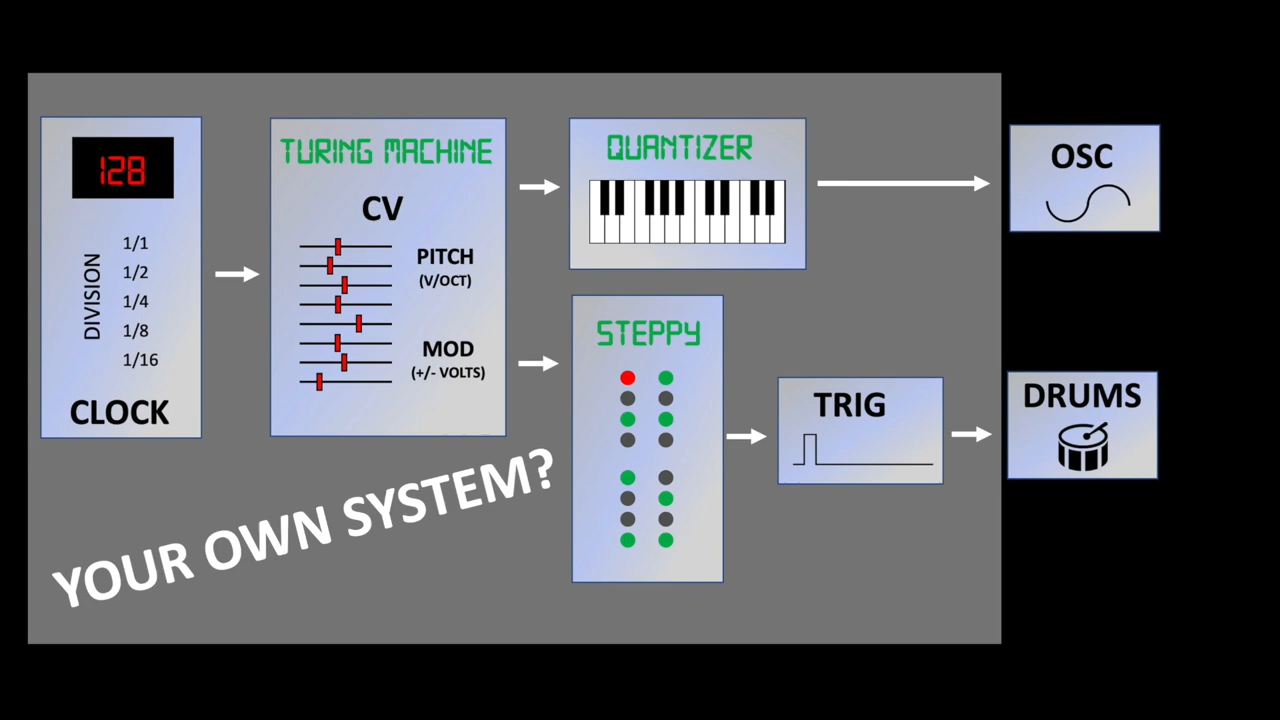 128
DIVISION
1/1
1/2
1/4
1/8
1/16
CLOCK
TURING MACHINE
CV
PITCH
(V/OCT)
MOD
(+/- VOLTS)
QUANTIZER
OSC
STEPPY
TRIG
DRUMS
YOUR OWN SYSTEM?